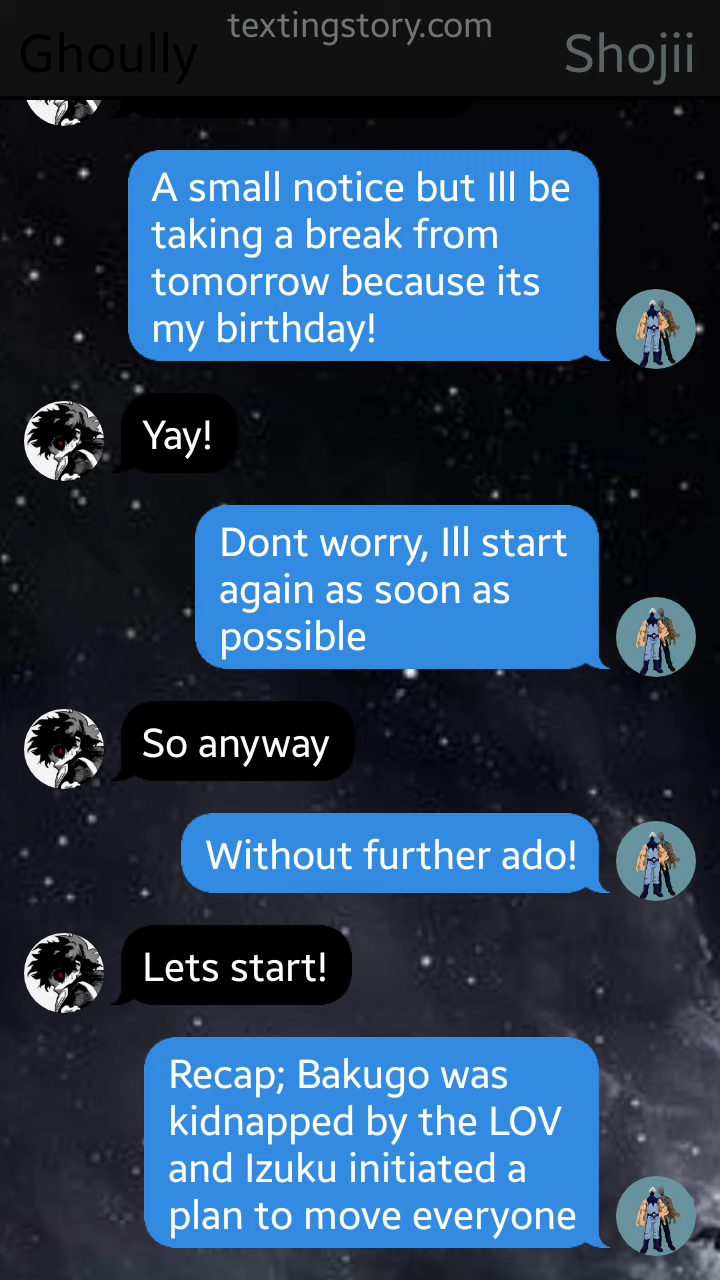 textingstory.com
Ghoully
Shojii
A small notice but Ill be
taking a break from
tomorrow because its
my birthday!
Yay!
Dont worry, Ill start
again as soon as
possible
So anyway
Without further ado!
Lets start!
Recap; Bakugo was
kidnapped by the LOV
and Izuku initiated a
plan to move everyone